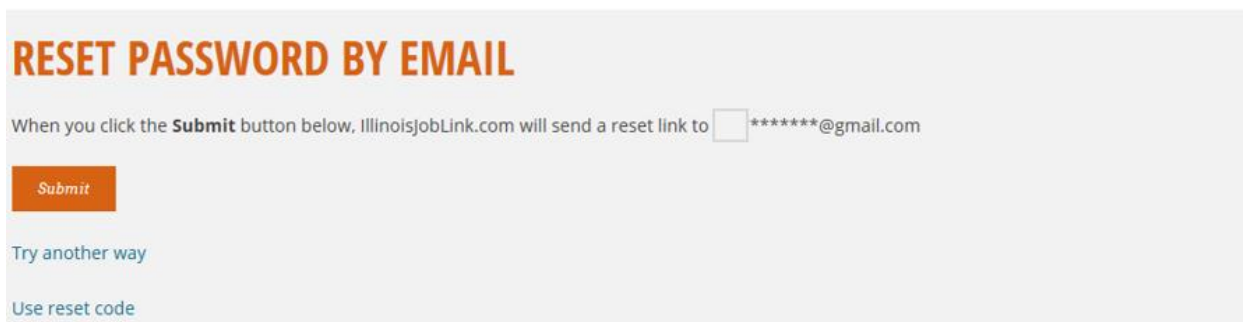 RESET PASSWORD BY EMAIL
When you click the Submit button below, IllinoisJobLink.com will send a reset link to *******@gmail.com
Submit
Try another way
Use reset code